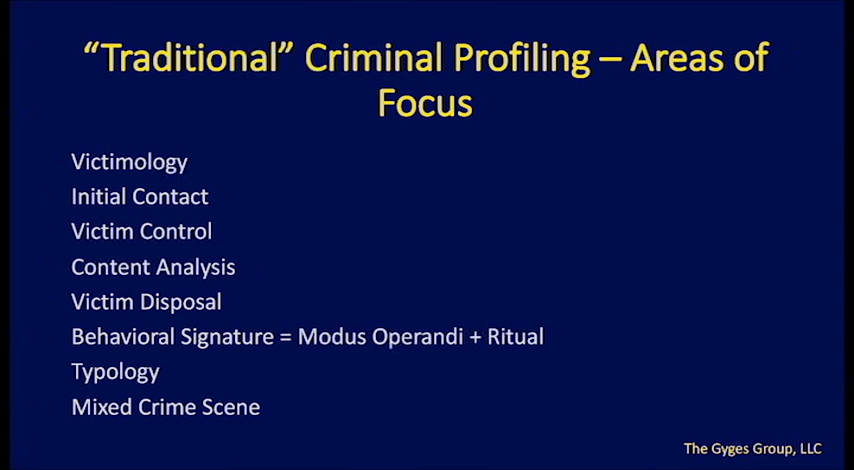 “Traditional” Criminal Profiling – Areas of
Focus
Victimology
Initial Contact
Victim Control
Content Analysis
Victim Disposal
Behavioral Signature = Modus Operandi + Ritual
Typology
Mixed Crime Scene
The Gyges Group, LLC